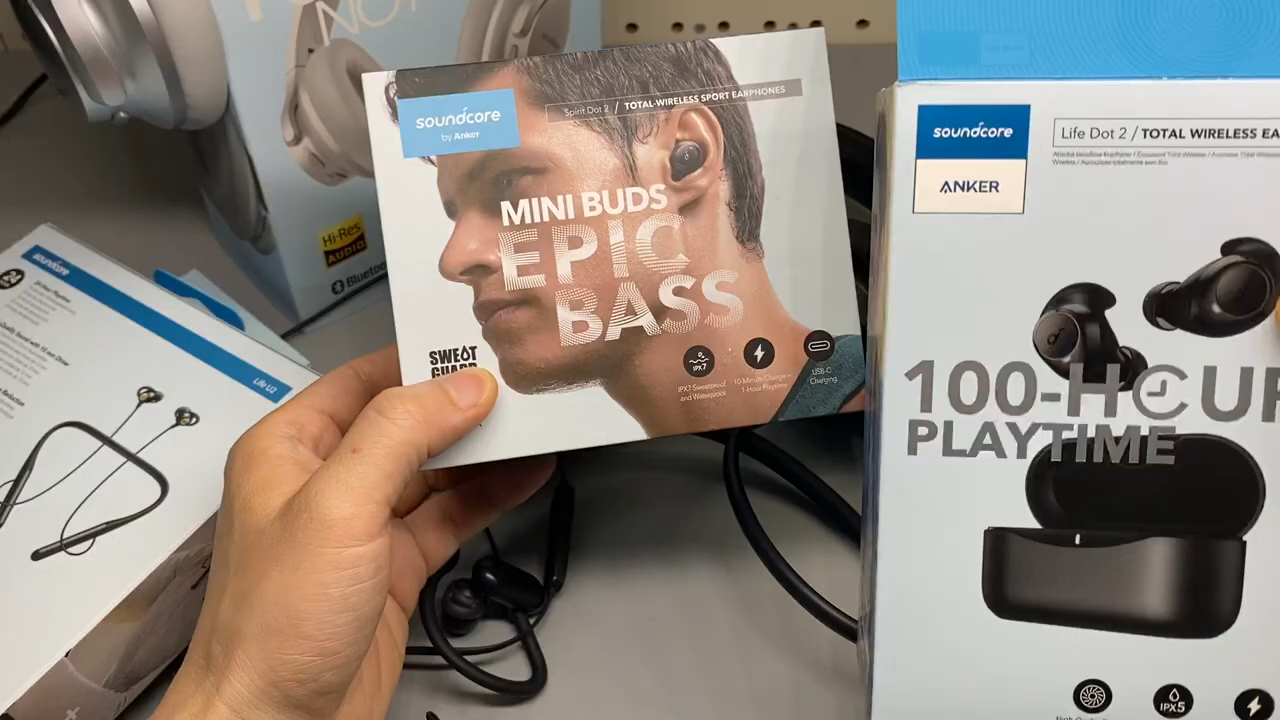 NOT
Hi-Res
AUDIO
Bluetooth
soundcore
Life U2
soundcore
by Anker
Spirit Dot 2 / TOTAL-WIRELESS SPORT EARPHONES
MINI BUDS
EPIC
BASS
SWEAT
GUARD
IPX7
IPX7 Sweatproof
and Waterproof
10-Minute Charge =
1-Hour Playtime
USB-C
Charging
soundcore
ANKER
Life Dot 2 / TOTAL WIRELESS EA
100-HOUR
PLAYTIME
IPX5